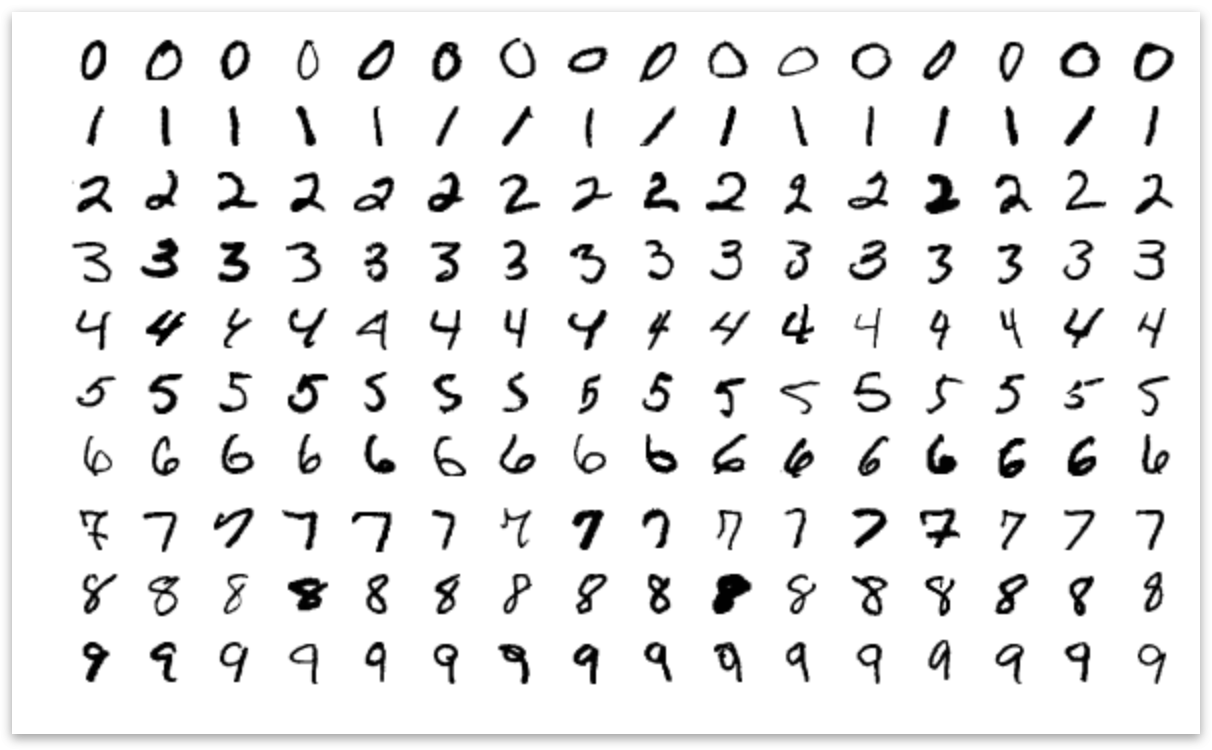 0 0 0 0 0 0 0 0 0 0 0 0 0 0 0 0
1 1 1 1 1 1 1 1 1 1 1 1 1 1 1 1
2 2 2 2 2 2 2 2 2 2 2 2 2 2 2 2
3 3 3 3 3 3 3 3 3 3 3 3 3 3 3 3
4 4 4 4 4 4 4 4 4 4 4 4 4 4 4 4
5 5 5 5 5 5 5 5 5 5 5 5 5 5 5 5
6 6 6 6 6 6 6 6 6 6 6 6 6 6 6 6
7 7 7 7 7 7 7 7 7 7 7 7 7 7 7 7
8 8 8 8 8 8 8 8 8 8 8 8 8 8 8 8
9 9 9 9 9 9 9 9 9 9 9 9 9 9 9 9